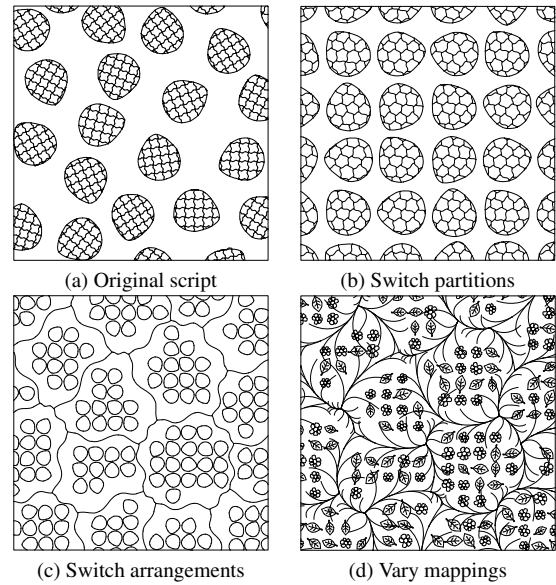 (a) Original script
(b) Switch partitions
(c) Switch arrangements
(d) Vary mappings